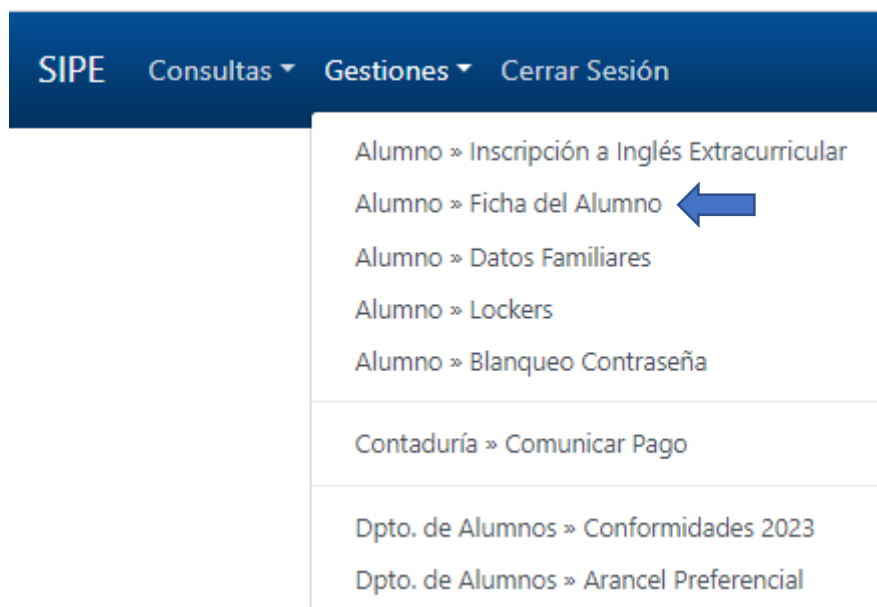 SIPE Consultas Gestiones Cerrar Sesión
Alumno » Inscripción a Inglés Extracurricular
Alumno » Ficha del Alumno
Alumno » Datos Familiares
Alumno » Lockers
Alumno » Blanqueo Contraseña
Contaduría » Comunicar Pago
Dpto. de Alumnos » Conformidades 2023
Dpto. de Alumnos » Arancel Preferencial